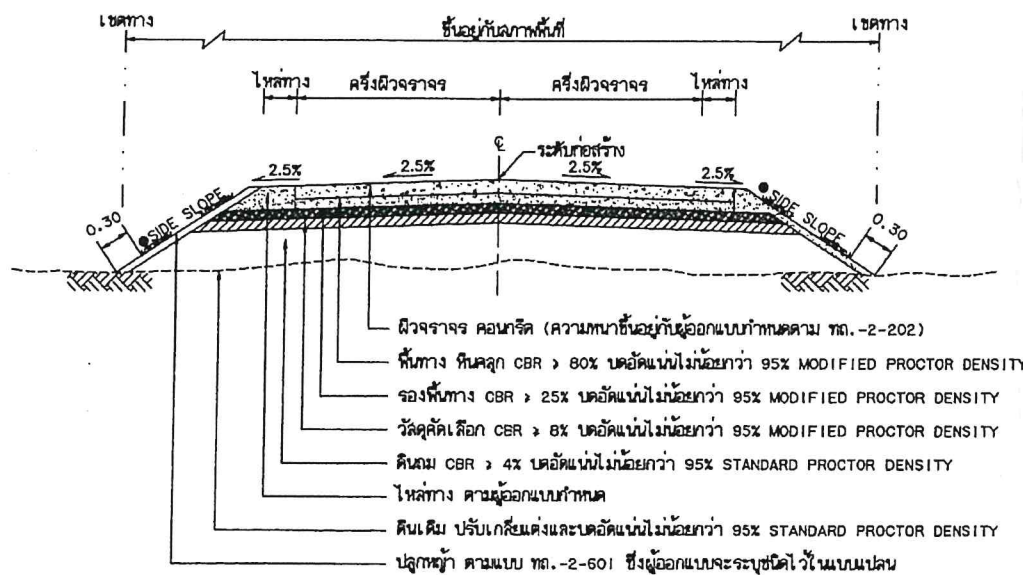 เขตทาง เขตทาง
ขึ้นอยู่กับสภาพพื้นที่
ไหล่ทาง ครึ่งผิวจราจร ครึ่งผิวจราจร ไหล่ทาง
℄ ระดับก่อสร้าง
2.5% 2.5% 2.5% 2.5%
0.30 SIDE SLOPE SIDE SLOPE 0.30
ผิวจราจร คอนกรีต (ความหนาขึ้นอยู่กับผู้ออกแบบกำหนดตาม ทถ.-2-202)
พื้นทาง หินคลุก CBR > 80% บดอัดแน่นไม่น้อยกว่า 95% MODIFIED PROCTOR DENSITY
รองพื้นทาง CBR ≥ 25% บดอัดแน่นไม่น้อยกว่า 95% MODIFIED PROCTOR DENSITY
วัสดุคัดเลือก CBR ≥ 8% บดอัดแน่นไม่น้อยกว่า 95% MODIFIED PROCTOR DENSITY
ดินถม CBR ≥ 4% บดอัดแน่นไม่น้อยกว่า 95% STANDARD PROCTOR DENSITY
ไหล่ทาง ตามผู้ออกแบบกำหนด
ดินเดิม ปรับเกลี่ยแต่งและบดอัดแน่นไม่น้อยกว่า 95% STANDARD PROCTOR DENSITY
ปลูกหญ้า ตามแบบ ทถ.-2-601 ซึ่งผู้ออกแบบจะระบุชนิดไว้ในแบบแปลน